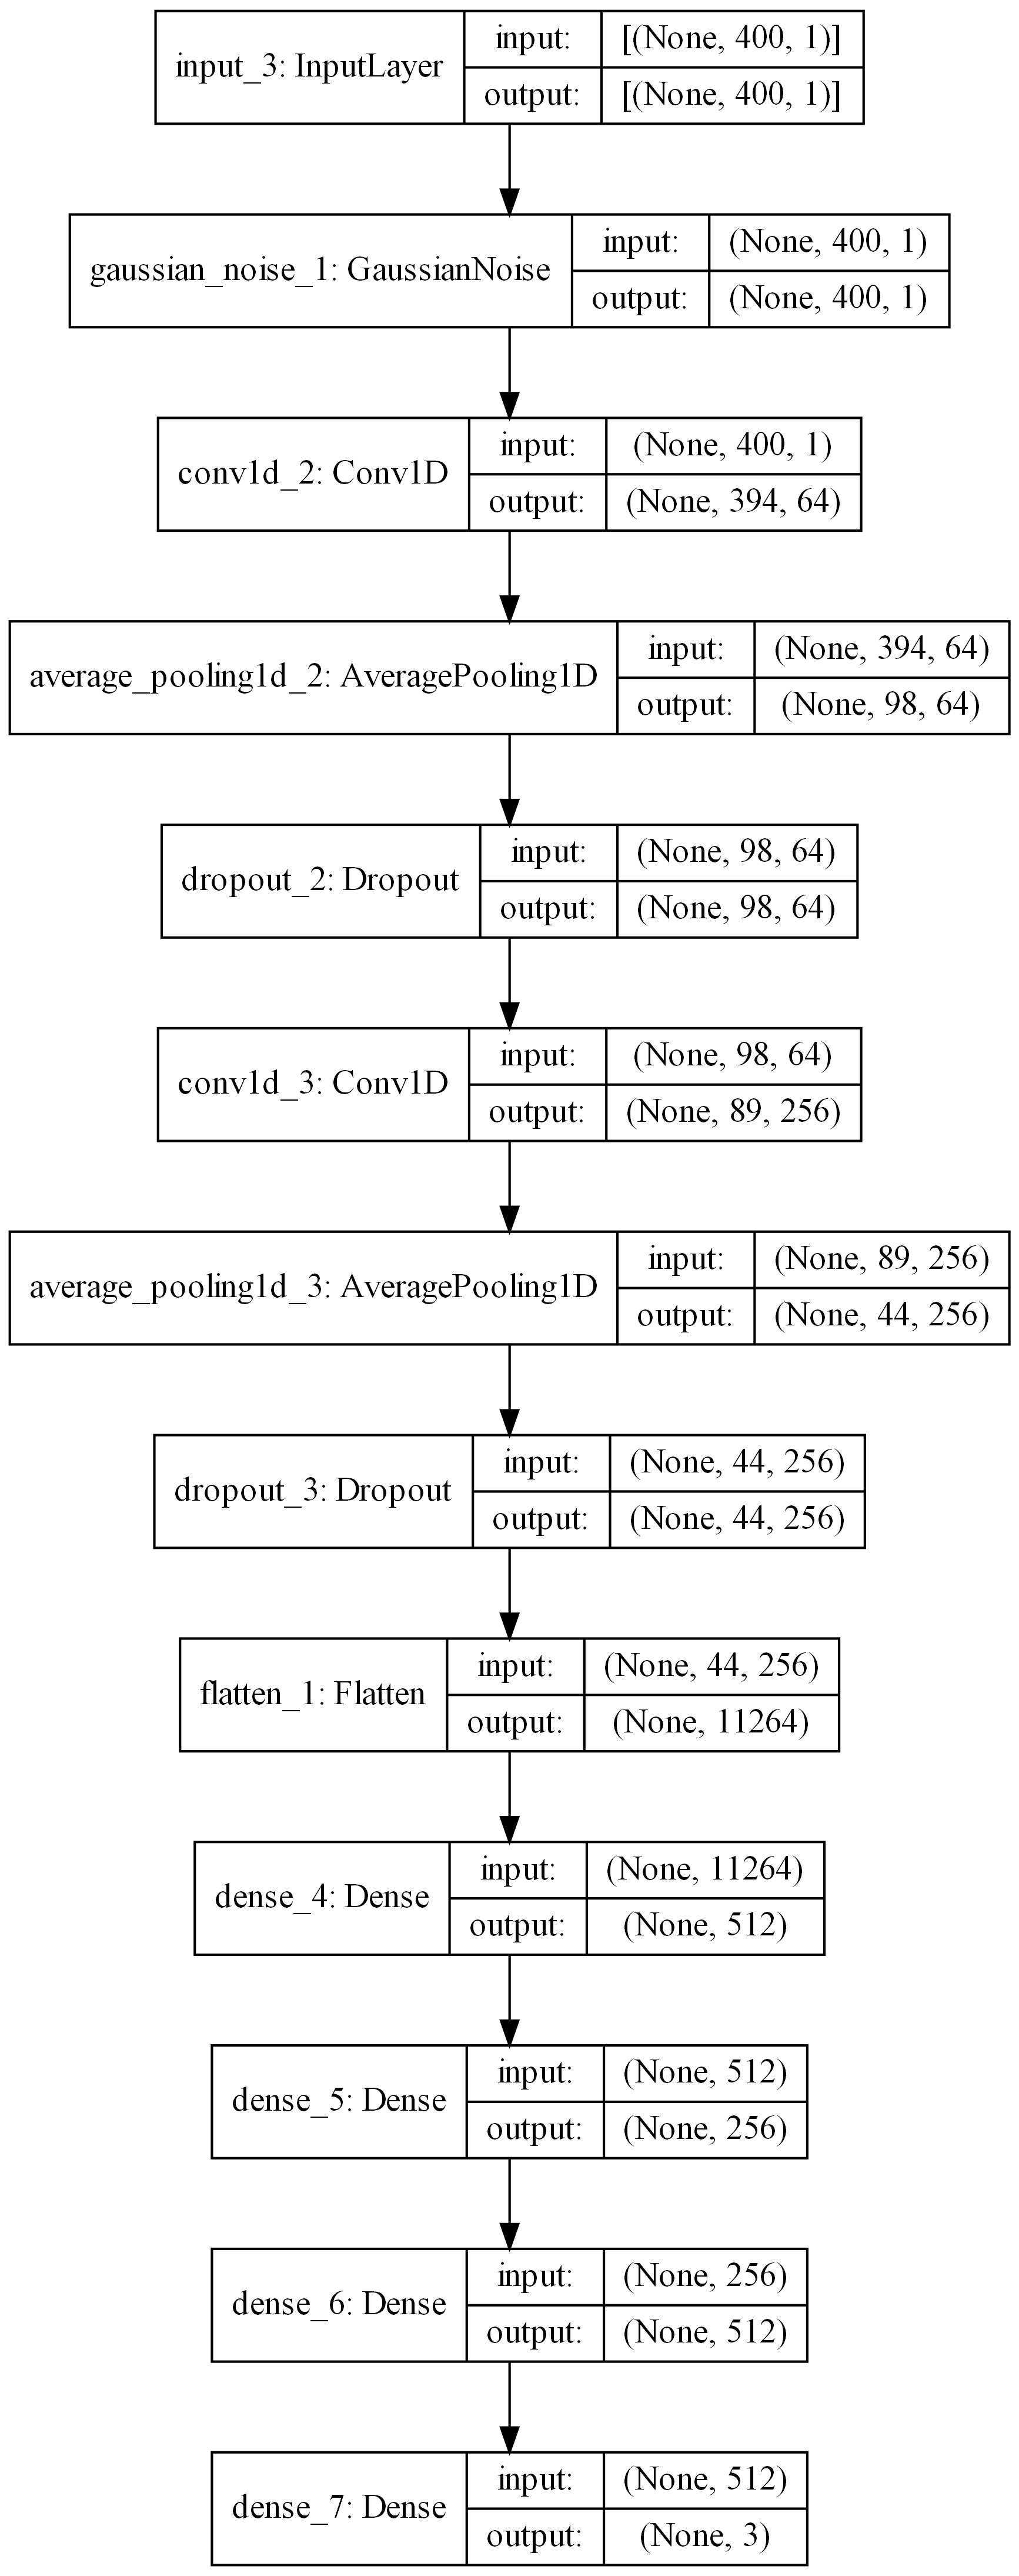 input_3: InputLayer
input: [(None, 400, 1)]
output: [(None, 400, 1)]
gaussian_noise_1: GaussianNoise
input: (None, 400, 1)
output: (None, 400, 1)
conv1d_2: Conv1D
input: (None, 400, 1)
output: (None, 394, 64)
average_pooling1d_2: AveragePooling1D
input: (None, 394, 64)
output: (None, 98, 64)
dropout_2: Dropout
input: (None, 98, 64)
output: (None, 98, 64)
conv1d_3: Conv1D
input: (None, 98, 64)
output: (None, 89, 256)
average_pooling1d_3: AveragePooling1D
input: (None, 89, 256)
output: (None, 44, 256)
dropout_3: Dropout
input: (None, 44, 256)
output: (None, 44, 256)
flatten_1: Flatten
input: (None, 44, 256)
output: (None, 11264)
dense_4: Dense
input: (None, 11264)
output: (None, 512)
dense_5: Dense
input: (None, 512)
output: (None, 256)
dense_6: Dense
input: (None, 256)
output: (None, 512)
dense_7: Dense
input: (None, 512)
output: (None, 3)